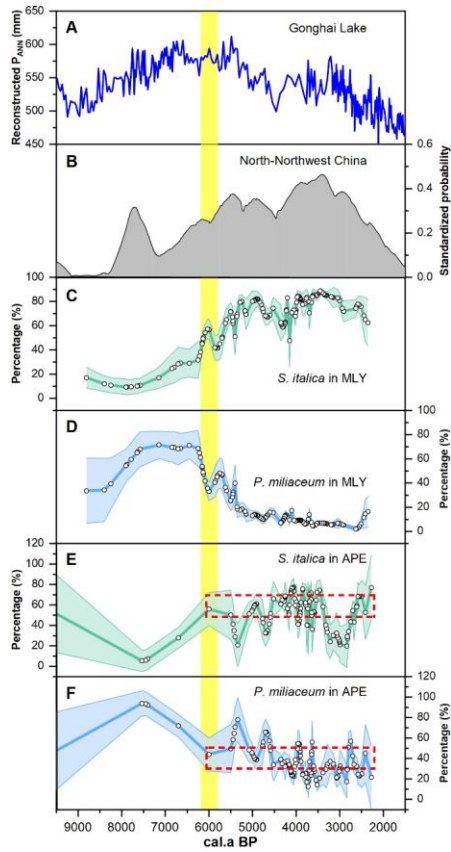 A
Gonghai Lake
Reconstructed P_ANN (mm)
650
600
550
500
450
B
North-Northwest China
Standardized probability
0.6
0.4
0.2
0.0
C
S. italica in MLY
Percentage (%)
100
80
60
40
20
0
D
P. miliaceum in MLY
Percentage (%)
100
80
60
40
20
0
E
S. italica in APE
Percentage (%)
120
100
80
60
40
20
0
F
P. miliaceum in APE
Percentage (%)
120
100
80
60
40
20
0
9000 8000 7000 6000 5000 4000 3000 2000
cal.a BP